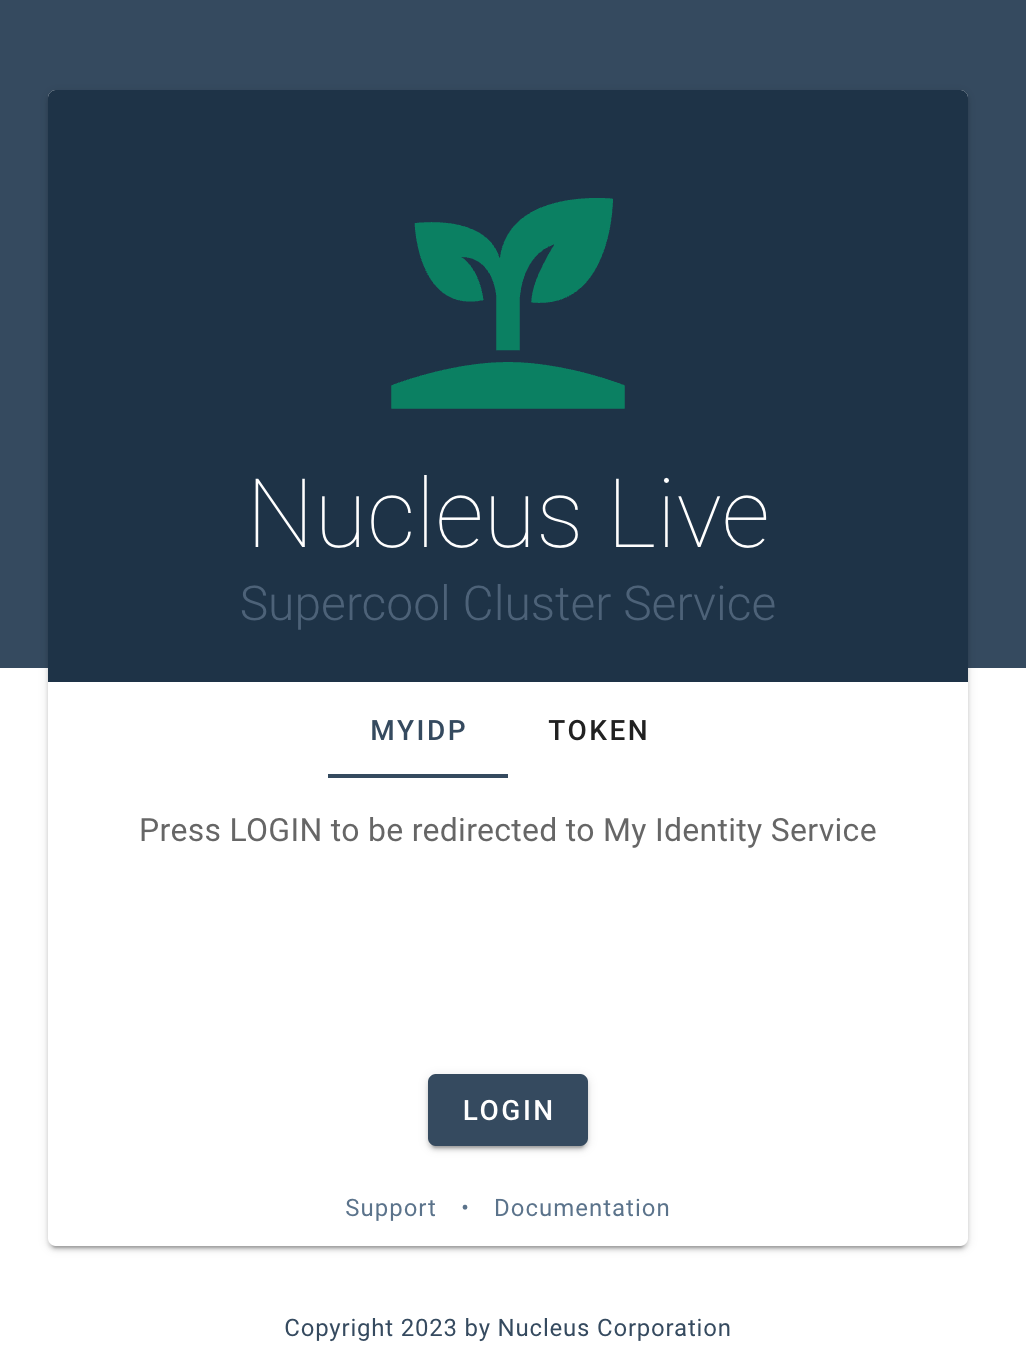 Nucleus Live
Supercool Cluster Service
MYIDP TOKEN
Press LOGIN to be redirected to My Identity Service
LOGIN
Support • Documentation
Copyright 2023 by Nucleus Corporation